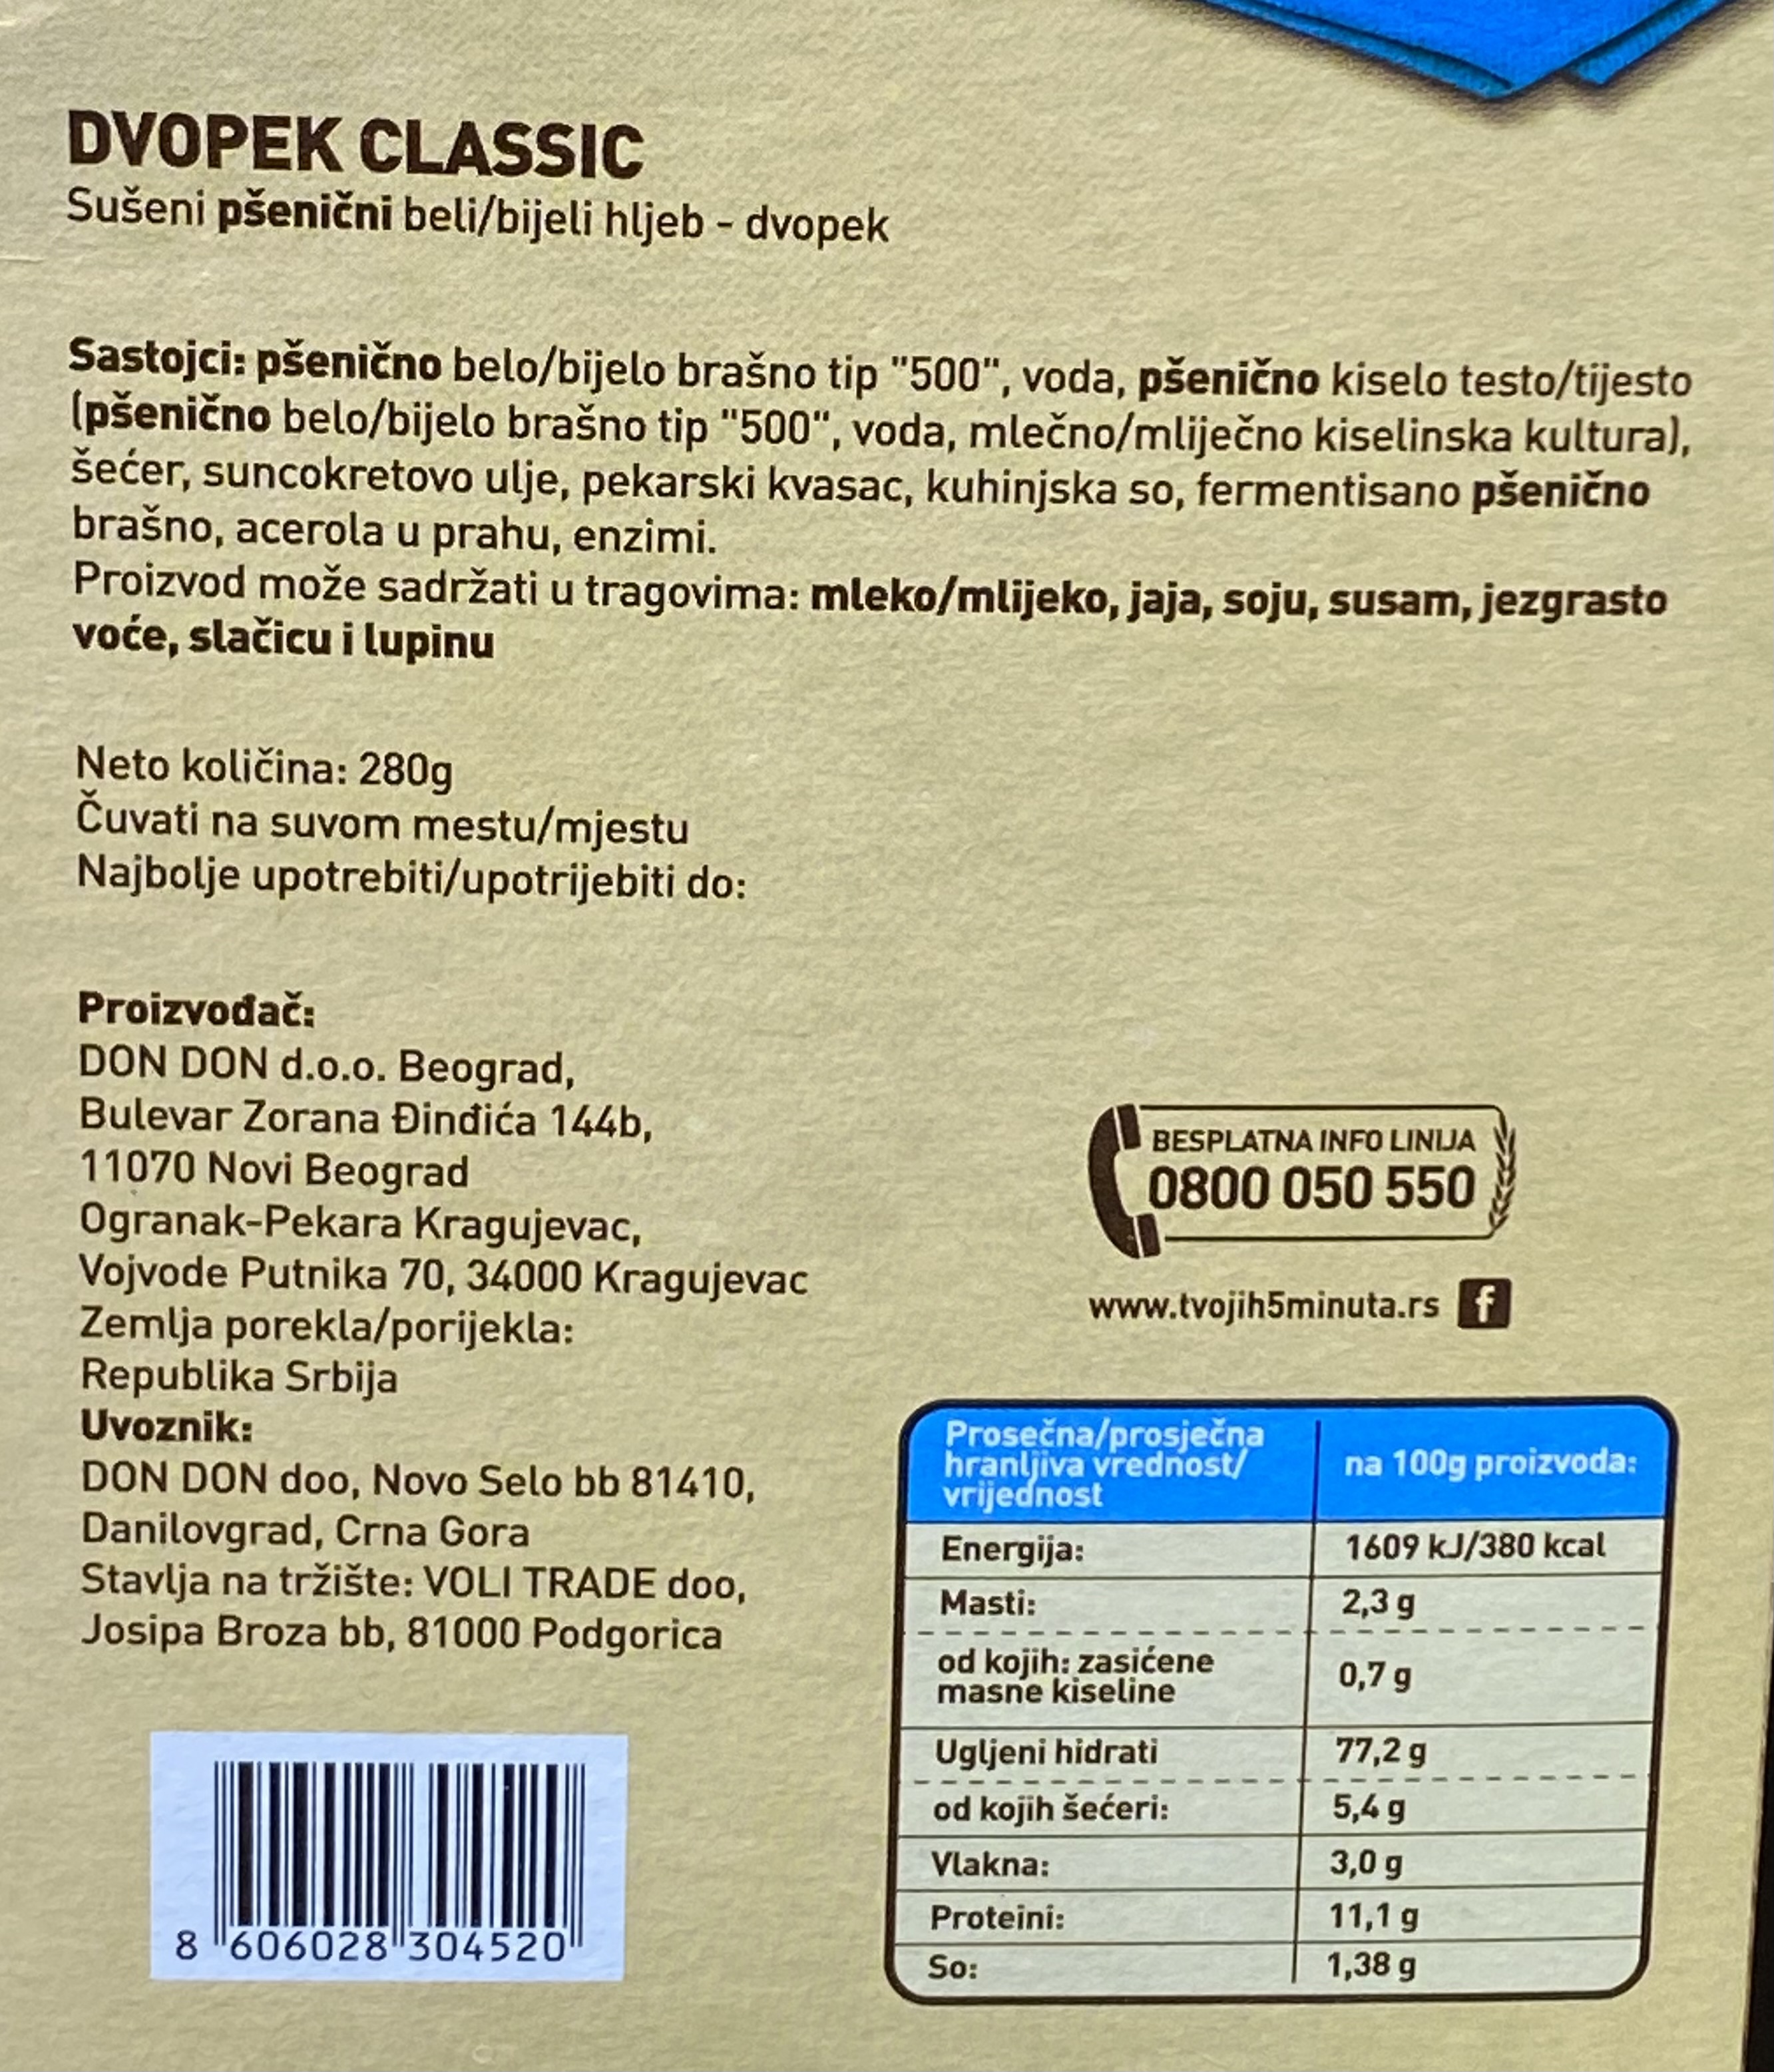 DVOPEK CLASSIC
Sušeni pšenični beli/bijeli hljeb - dvopek
Sastojci: pšenično belo/bijelo brašno tip "500", voda, pšenično kiselo testo/tijesto
(pšenično belo/bijelo brašno tip "500", voda, mlečno/mliječno kiselinska kultura),
šećer, suncokretovo ulje, pekarski kvasac, kuhinjska so, fermentisano pšenično
brašno, acerola u prahu, enzimi.
Proizvod može sadržati u tragovima: mleko/mlijeko, jaja, soju, susam, jezgrasto
voće, slačicu i lupinu
Neto količina: 280g
Čuvati na suvom mestu/mjestu
Najbolje upotrebiti/upotrijebiti do:
Proizvođač:
DON DON d.o.o. Beograd,
Bulevar Zorana Đinđića 144b,
11070 Novi Beograd
Ogranak-Pekara Kragujevac,
Vojvode Putnika 70, 34000 Kragujevac
Zemlja porekla/porijekla:
Republika Srbija
Uvoznik:
DON DON doo, Novo Selo bb 81410,
Danilovgrad, Crna Gora
Stavlja na tržište: VOLI TRADE doo,
Josipa Broza bb, 81000 Podgorica
8 606028 304520
BESPLATNA INFO LINIJA
0800 050 550
www.tvojih5minuta.rs f
Prosečna/prosječna
hranljiva vrednost/
vrijednost
na 100g proizvoda:
Energija: 1609 kJ/380 kcal
Masti: 2,3 g
od kojih: zasićene
masne kiseline
0,7 g
Ugljeni hidrati 77,2 g
od kojih šećeri: 5,4 g
Vlakna: 3,0 g
Proteini: 11,1 g
So: 1,38 g